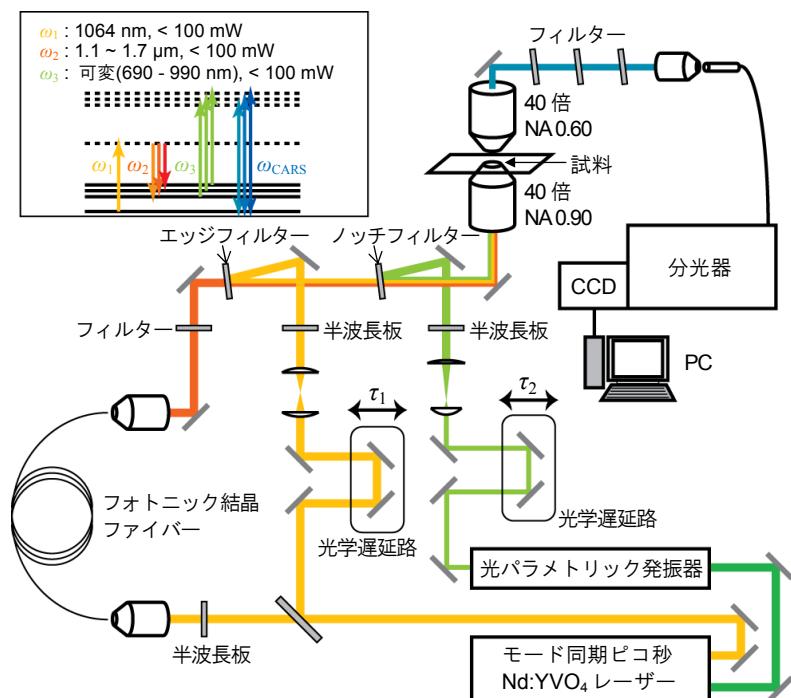 ω1 : 1064 nm, < 100 mW
ω2 : 1.1 ~ 1.7 μm, < 100 mW
ω3 : 可変(690 - 990 nm), < 100 mW
ω1
ω2
ω3
ωCARS
フィルター
40 倍
NA 0.60
試料
40 倍
NA 0.90
エッジフィルター
ノッチフィルター
分光器
CCD
PC
フィルター
半波長板
半波長板
τ1
τ2
フォトニック結晶
ファイバー
光学遅延路
光学遅延路
光パラメトリック発振器
半波長板
モード同期ピコ秒
Nd:YVO4 レーザー